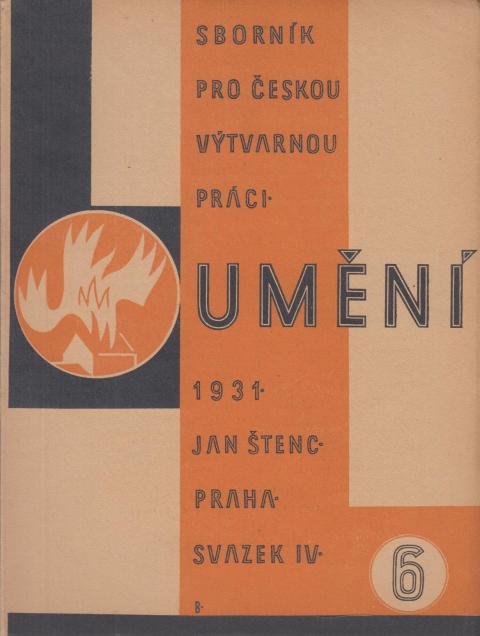 SBORNÍK
PRO ČESKOU
VÝTVARNOU
PRÁCI·
UMĚNÍ
1931·
JAN ŠTENC·
PRAHA·
SVAZEK IV·
6
B·